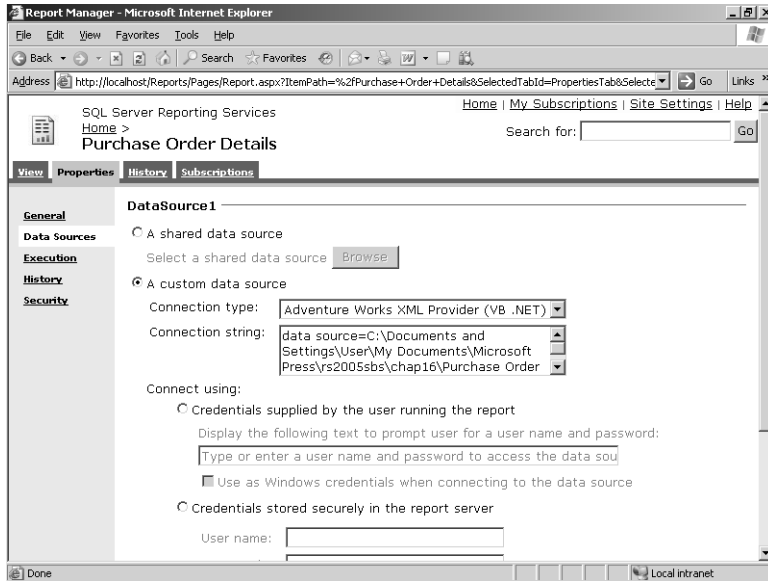 Report Manager - Microsoft Internet Explorer
File Edit View Favorites Tools Help
Back Search Favorites
Address http://localhost/Reports/Pages/Report.aspx?ItemPath=%2fPurchase+Order+Details&SelectedTabId=PropertiesTab&Selecte Go Links »
Home | My Subscriptions | Site Settings | Help
SQL Server Reporting Services
Home >
Purchase Order Details
Search for: Go
View Properties History Subscriptions
General
Data Sources
Execution
History
Security
DataSource1
A shared data source
Select a shared data source Browse
A custom data source
Connection type: Adventure Works XML Provider (VB .NET)
Connection string: data source=C:\Documents and
Settings\User\My Documents\Microsoft
Press\rs2005sbs\chap16\Purchase Order
Connect using:
Credentials supplied by the user running the report
Display the following text to prompt user for a user name and password:
Type or enter a user name and password to access the data sou
Use as Windows credentials when connecting to the data source
Credentials stored securely in the report server
User name:
Done Local intranet